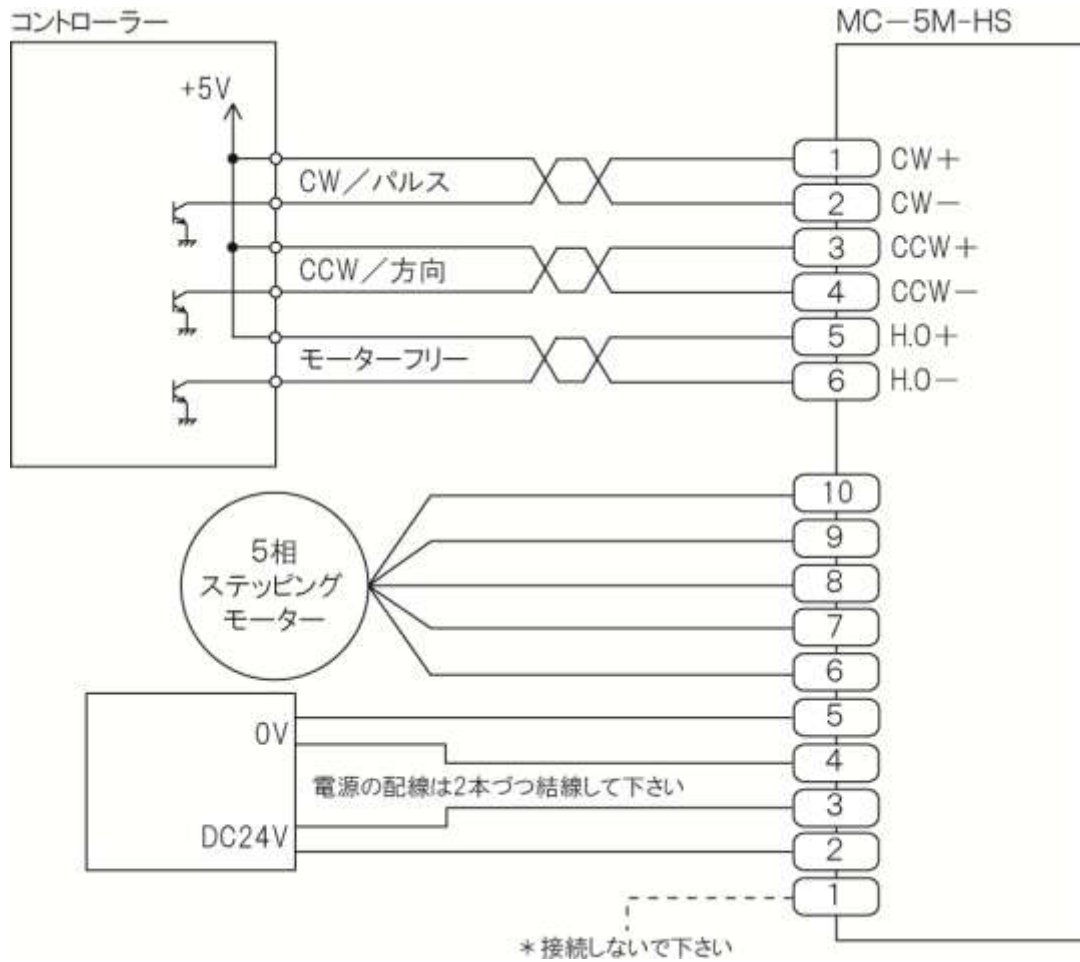 コントローラー
MC－5M-HS
+5V
CW／パルス
1 CW＋
2 CW－
CCW／方向
3 CCW＋
4 CCW－
モーターフリー
5 H.O＋
6 H.O－
10
9
8
7
6
5相
ステッピング
モーター
5
4
3
2
1
0V
電源の配線は2本づつ結線して下さい
DC24V
＊接続しないで下さい